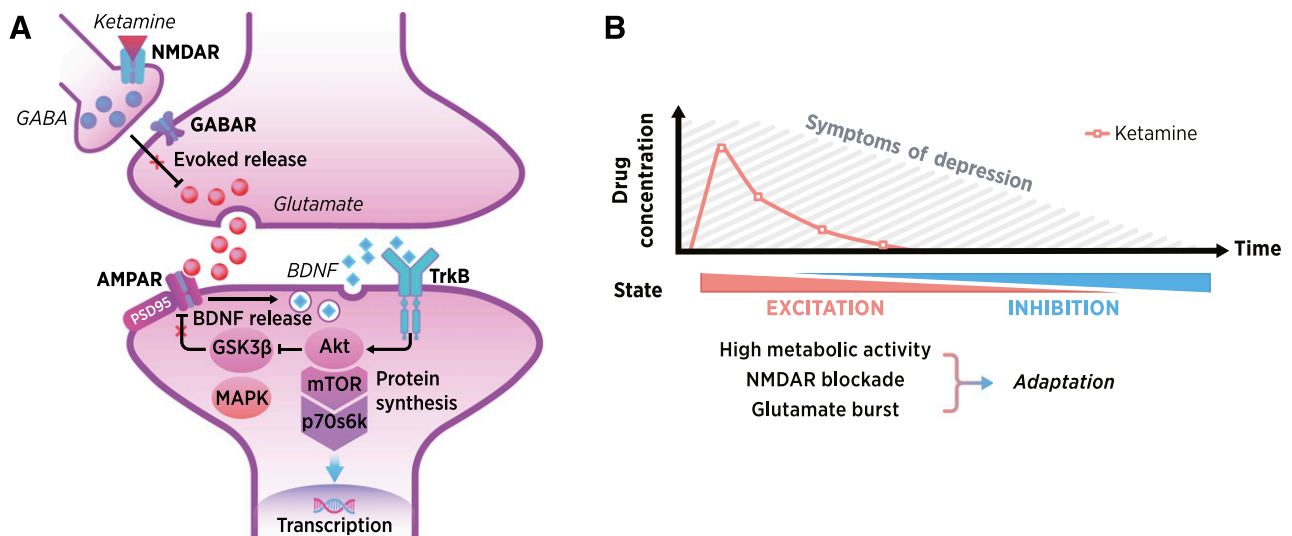 A
Ketamine
NMDAR
GABA
GABAR
Evoked release
Glutamate
BDNF
AMPAR
TrkB
PSD95
BDNF release
GSK3β
Akt
MAPK
mTOR
Protein
synthesis
p70s6k
Transcription
B
Drug
concentration
Symptoms of
depression
Ketamine
Time
State
EXCITATION
INHIBITION
High metabolic activity
NMDAR blockade
Glutamate burst
Adaptation